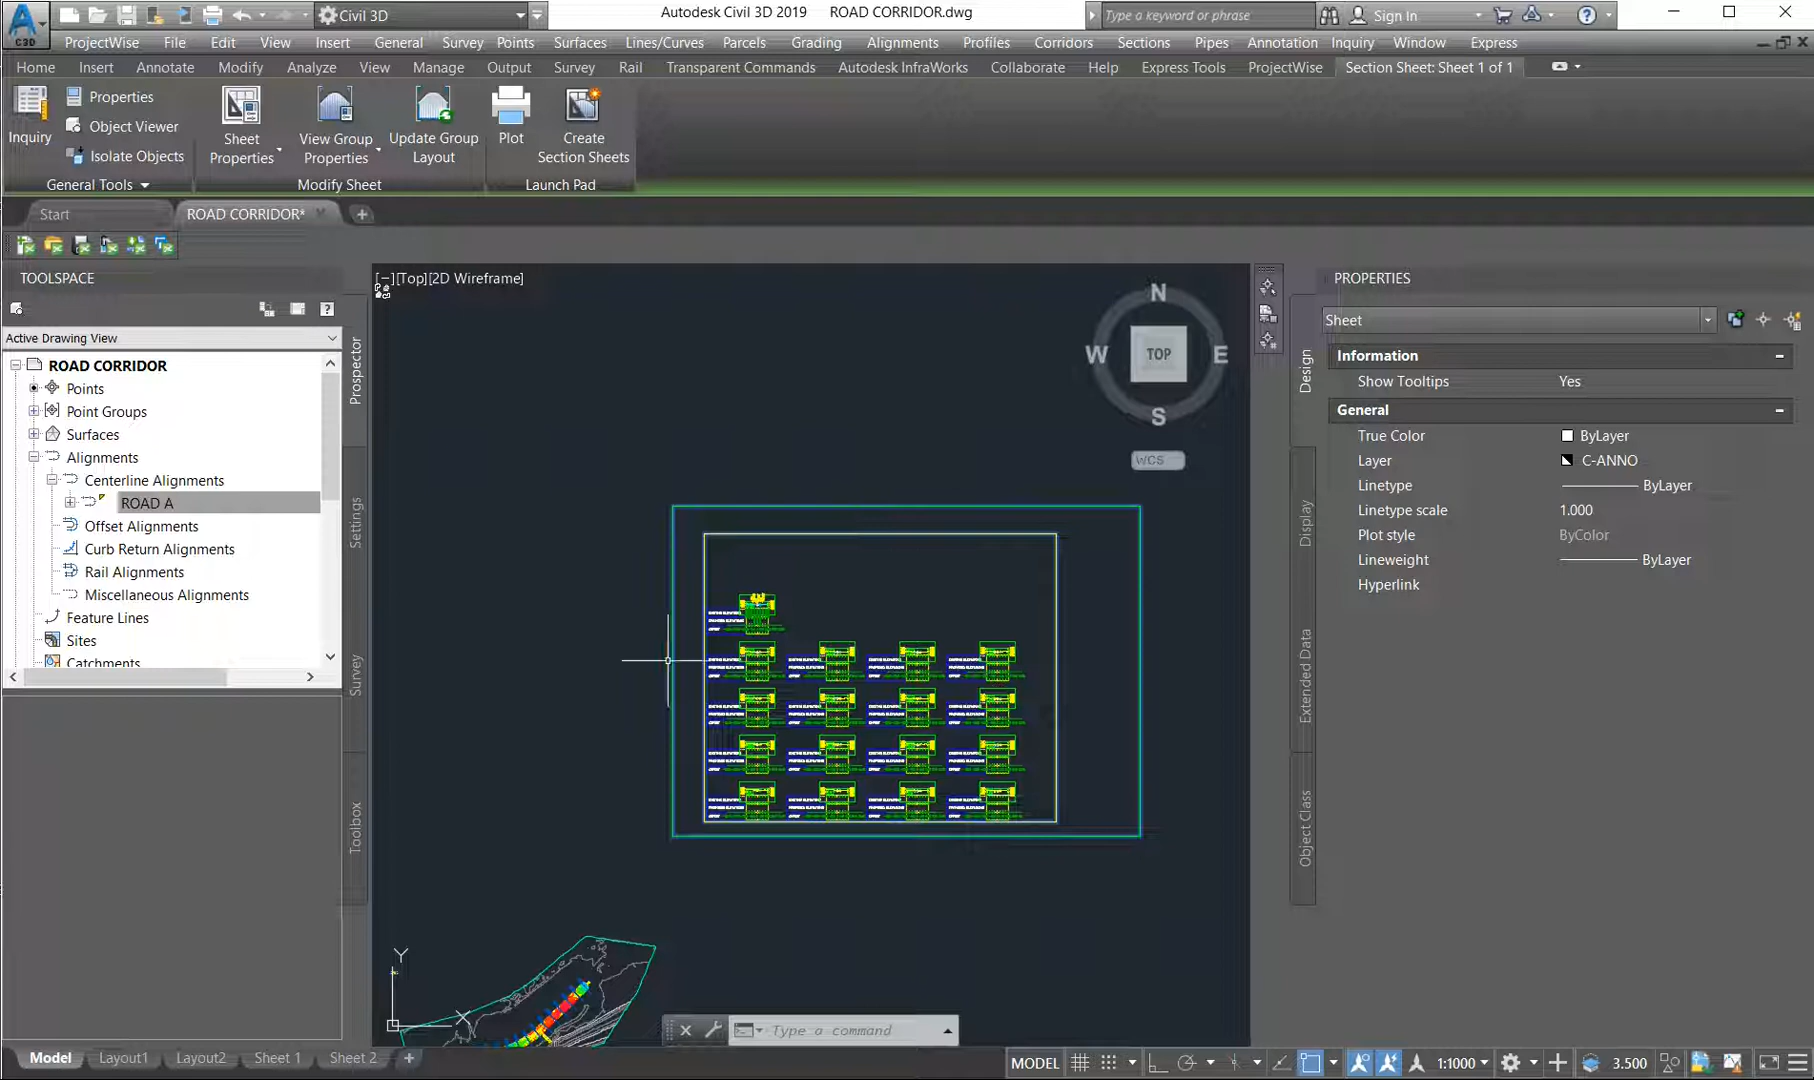 C3D
Civil 3D
Autodesk Civil 3D 2019 ROAD CORRIDOR.dwg
Type a keyword or phrase
Sign In
ProjectWise File Edit View Insert General Survey Points Surfaces Lines/Curves Parcels Grading Alignments Profiles Corridors Sections Pipes Annotation Inquiry Window Express
Home Insert Annotate Modify Analyze View Manage Output Survey Rail Transparent Commands Autodesk InfraWorks Collaborate Help Express Tools ProjectWise Section Sheet: Sheet 1 of 1
Inquiry
Properties
Object Viewer
Isolate Objects
General Tools
Sheet
Properties
View Group
Properties
Update Group
Layout
Modify Sheet
Plot
Create
Section Sheets
Launch Pad
Start
ROAD CORRIDOR*
TOOLSPACE
Active Drawing View
ROAD CORRIDOR
Points
Point Groups
Surfaces
Alignments
Centerline Alignments
ROAD A
Offset Alignments
Curb Return Alignments
Rail Alignments
Miscellaneous Alignments
Feature Lines
Sites
Catchments
Prospector
Settings
Survey
Toolbox
[−][Top][2D Wireframe]
N
W
TOP
E
S
WCS
Y
X
Type a command
Design
Display
Extended Data
Object Class
PROPERTIES
Sheet
Information
Show Tooltips Yes
General
True Color ByLayer
Layer C-ANNO
Linetype ByLayer
Linetype scale 1.000
Plot style ByColor
Lineweight ByLayer
Hyperlink
Model Layout1 Layout2 Sheet 1 Sheet 2
MODEL
1:1000
3.500